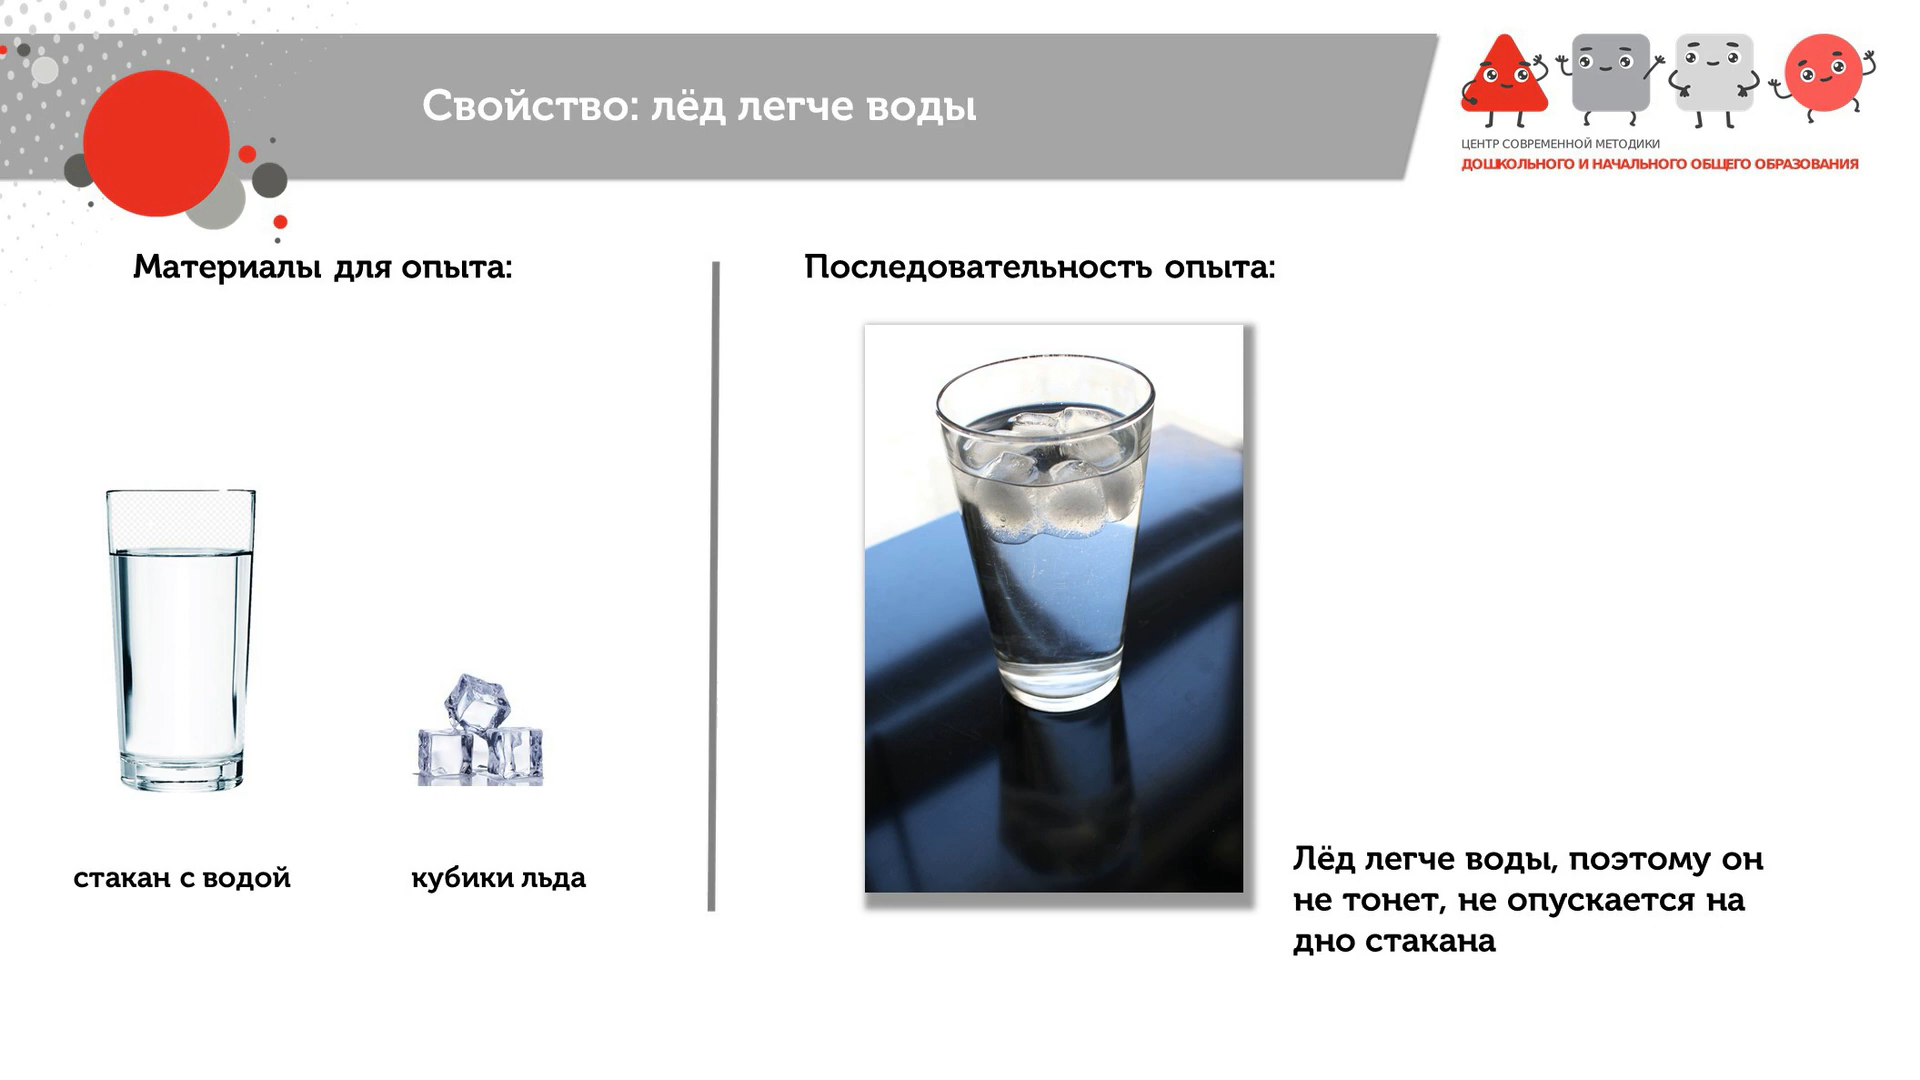 Свойство: лёд легче воды
ЦЕНТР СОВРЕМЕННОЙ МЕТОДИКИ
ДОШКОЛЬНОГО И НАЧАЛЬНОГО ОБЩЕГО ОБРАЗОВАНИЯ
Материалы для опыта:
стакан с водой
кубики льда
Последовательность опыта:
Лёд легче воды, поэтому он
не тонет, не опускается на
дно стакана